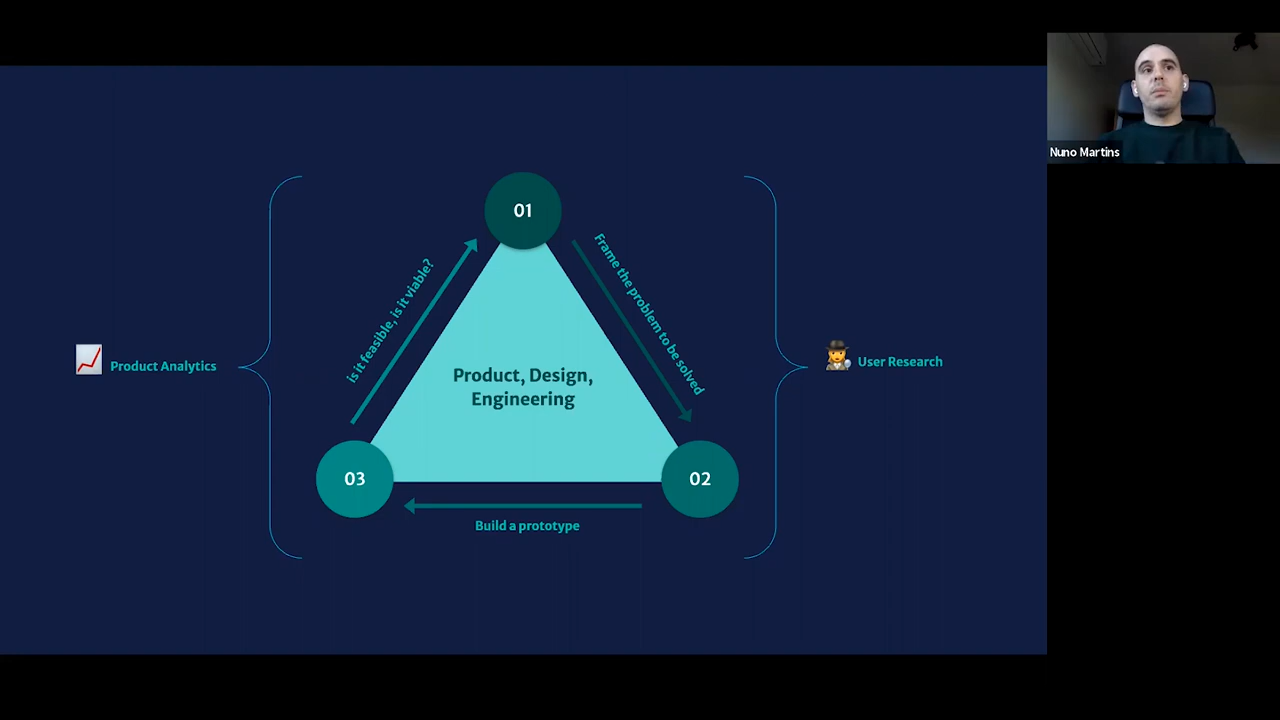 Nuno Martins
01
Is it feasible, is it viable?
Frame the problem to be solved
Product Analytics
User Research
Product, Design,
Engineering
03
02
Build a prototype